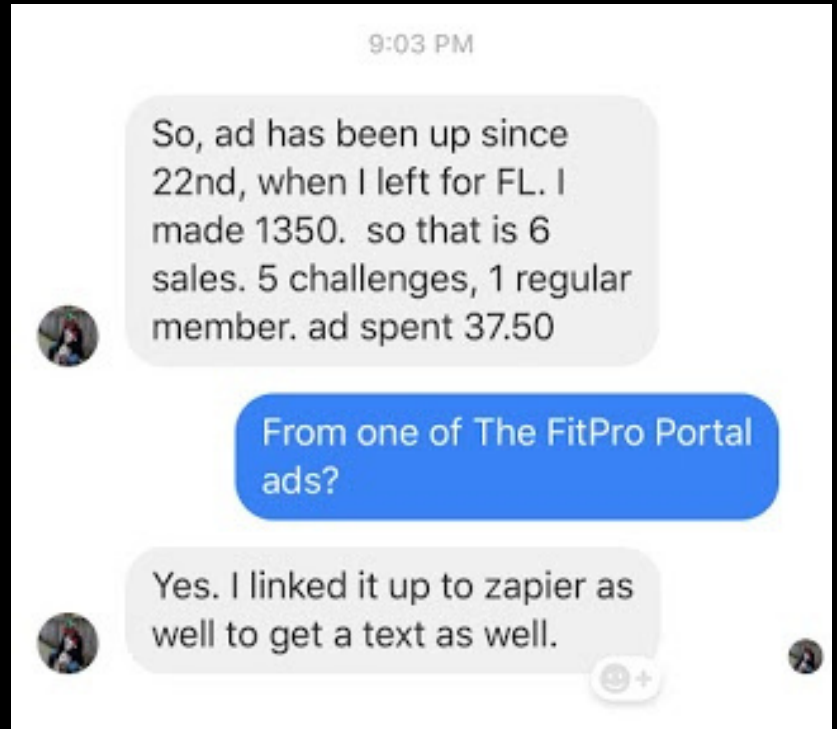 9:03 PM
So, ad has been up since
22nd, when I left for FL. I
made 1350.  so that is 6
sales. 5 challenges, 1 regular
member. ad spent 37.50
From one of The FitPro Portal
ads?
Yes. I linked it up to zapier as
well to get a text as well.